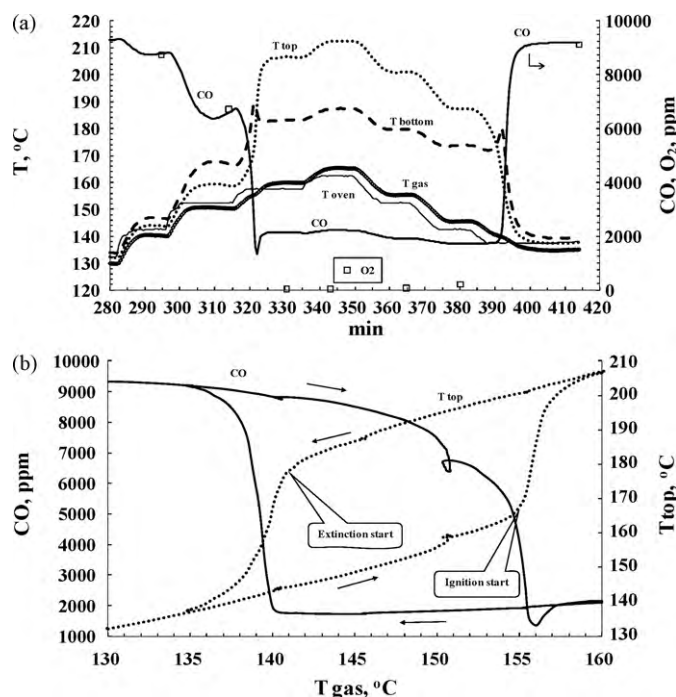 (a)
220
210
200
190
180
170
160
150
140
130
120
T, °C
10000
8000
6000
4000
2000
0
CO, O2, ppm
CO
CO
T top
T bottom
T gas
T oven
CO
O2
280 290 300 310 320 330 340 350 360 370 380 390 400 410 420
min
(b)
10000
9000
8000
7000
6000
5000
4000
3000
2000
1000
CO, ppm
210
200
190
180
170
160
150
140
130
Ttop, °C
CO
T top
Extinction start
Ignition start
130 140 150 160
T gas, °C